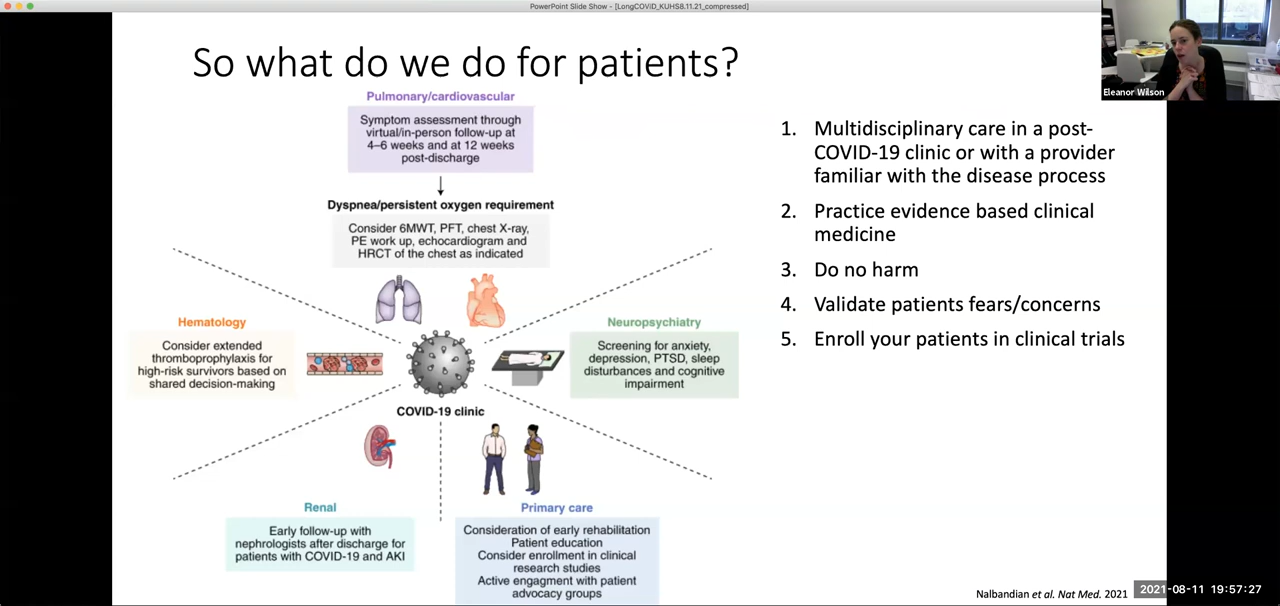 PowerPoint Slide Show - [LongCOVID_KUHS8.11.21_compressed]
Eleanor Wilson
So what do we do for patients?
Pulmonary/cardiovascular
Symptom assessment through
virtual/in-person follow-up at
4–6 weeks and at 12 weeks
post-discharge
Dyspnea/persistent oxygen requirement
Consider 6MWT, PFT, chest X-ray,
PE work up, echocardiogram and
HRCT of the chest as indicated
Hematology
Consider extended
thromboprophylaxis for
high-risk survivors based on
shared decision-making
Neuropsychiatry
Screening for anxiety,
depression, PTSD, sleep
disturbances and cognitive
impairment
COVID-19 clinic
Renal
Early follow-up with
nephrologists after discharge for
patients with COVID-19 and AKI
Primary care
Consideration of early rehabilitation
Patient education
Consider enrollment in clinical
research studies
Active engagment with patient
advocacy groups
1. Multidisciplinary care in a post-
COVID-19 clinic or with a provider
familiar with the disease process
2. Practice evidence based clinical
medicine
3. Do no harm
4. Validate patients fears/concerns
5. Enroll your patients in clinical trials
Nalbandian et al. Nat Med. 2021
2021-08-11 19:57:27